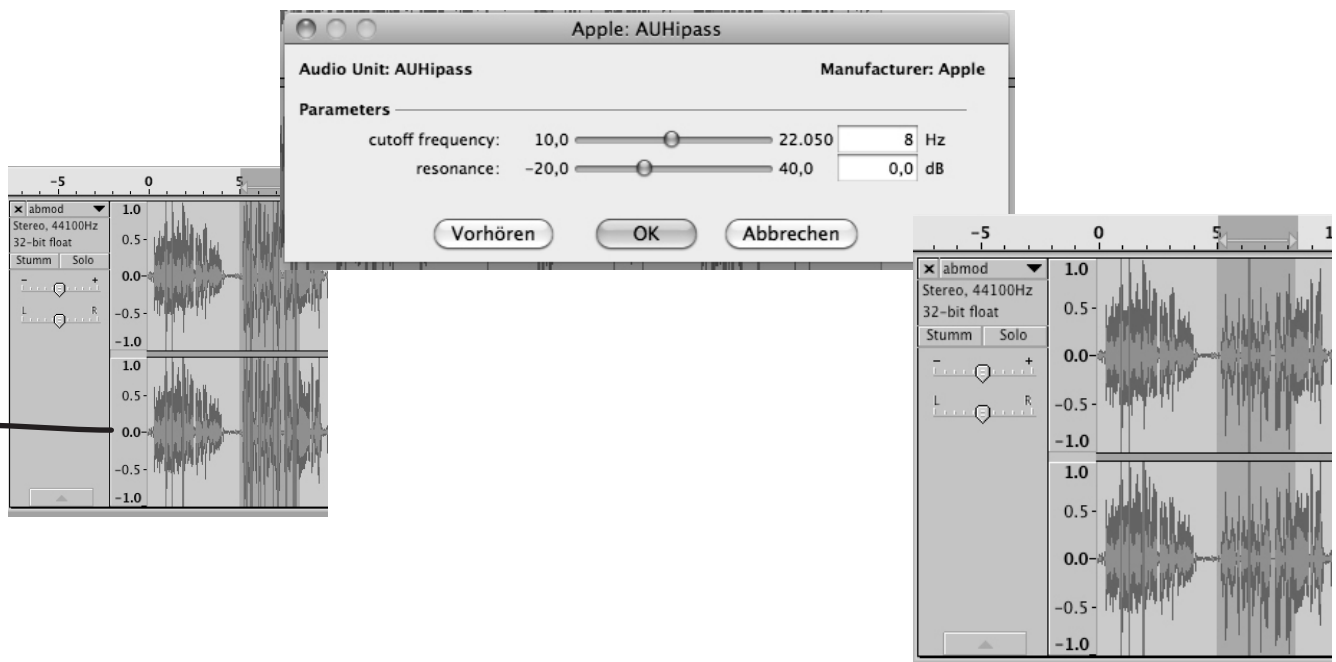 Apple: AUHipass
Audio Unit: AUHipass Manufacturer: Apple
Parameters
cutoff frequency: 10,0 22.050 8 Hz
resonance: -20,0 40,0 0,0 dB
Vorhören OK Abbrechen
-5 0 5
abmod 1.0
Stereo, 44100Hz
32-bit float 0.5-
Stumm Solo
- + 0.0-
L R -0.5-
-1.0
1.0
0.5-
0.0-
-0.5-
-1.0
-5 0 5 1
abmod 1.0
Stereo, 44100Hz
32-bit float 0.5-
Stumm Solo
- + 0.0-
L R -0.5-
-1.0
1.0
0.5-
0.0-
-0.5-
-1.0